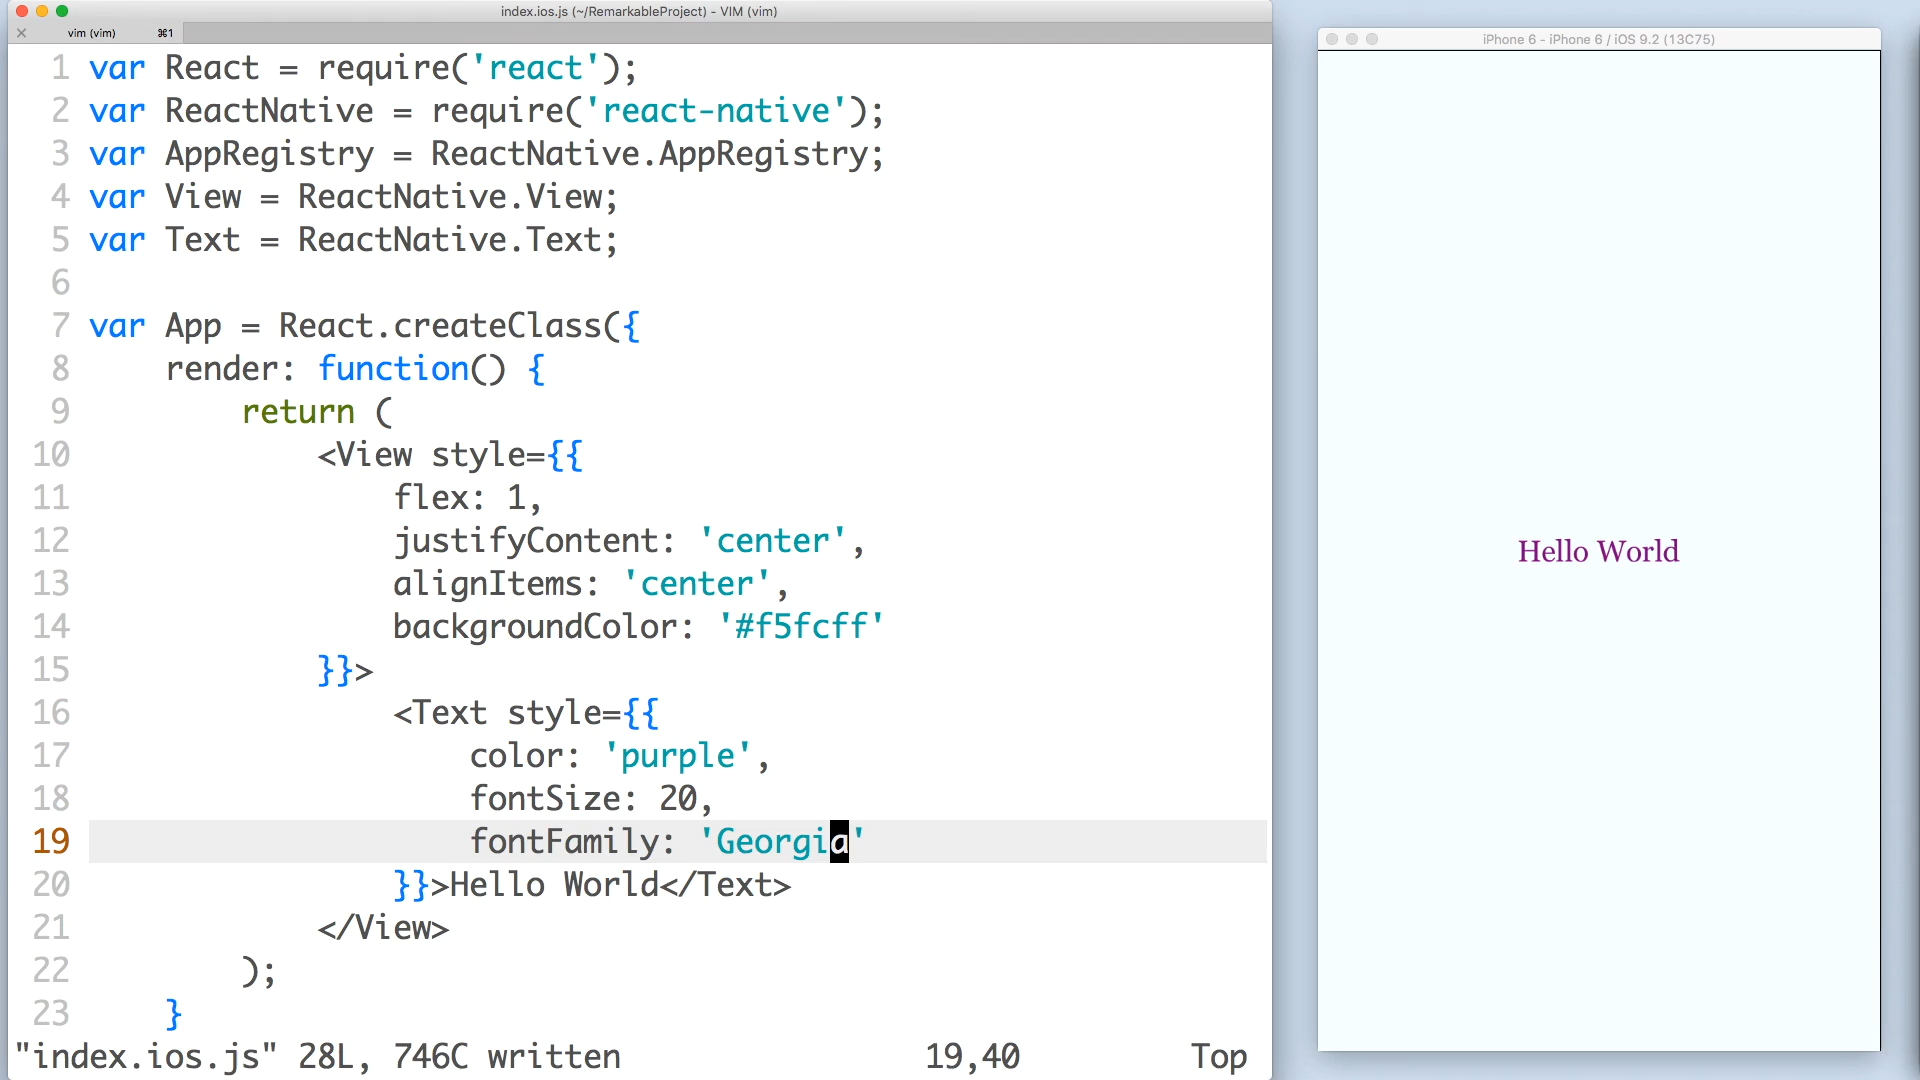 index.ios.js (~/RemarkableProject) - VIM (vim)
vim (vim) ⌘1
1 var React = require('react');
2 var ReactNative = require('react-native');
3 var AppRegistry = ReactNative.AppRegistry;
4 var View = ReactNative.View;
5 var Text = ReactNative.Text;
6
7 var App = React.createClass({
8     render: function() {
9         return (
10             <View style={{
11                 flex: 1,
12                 justifyContent: 'center',
13                 alignItems: 'center',
14                 backgroundColor: '#f5fcff'
15             }}>
16                 <Text style={{
17                     color: 'purple',
18                     fontSize: 20,
19                     fontFamily: 'Georgia'
20                 }}>Hello World</Text>
21             </View>
22         );
23     }
"index.ios.js" 28L, 746C written 19,40 Top
iPhone 6 - iPhone 6 / iOS 9.2 (13C75)
Hello World